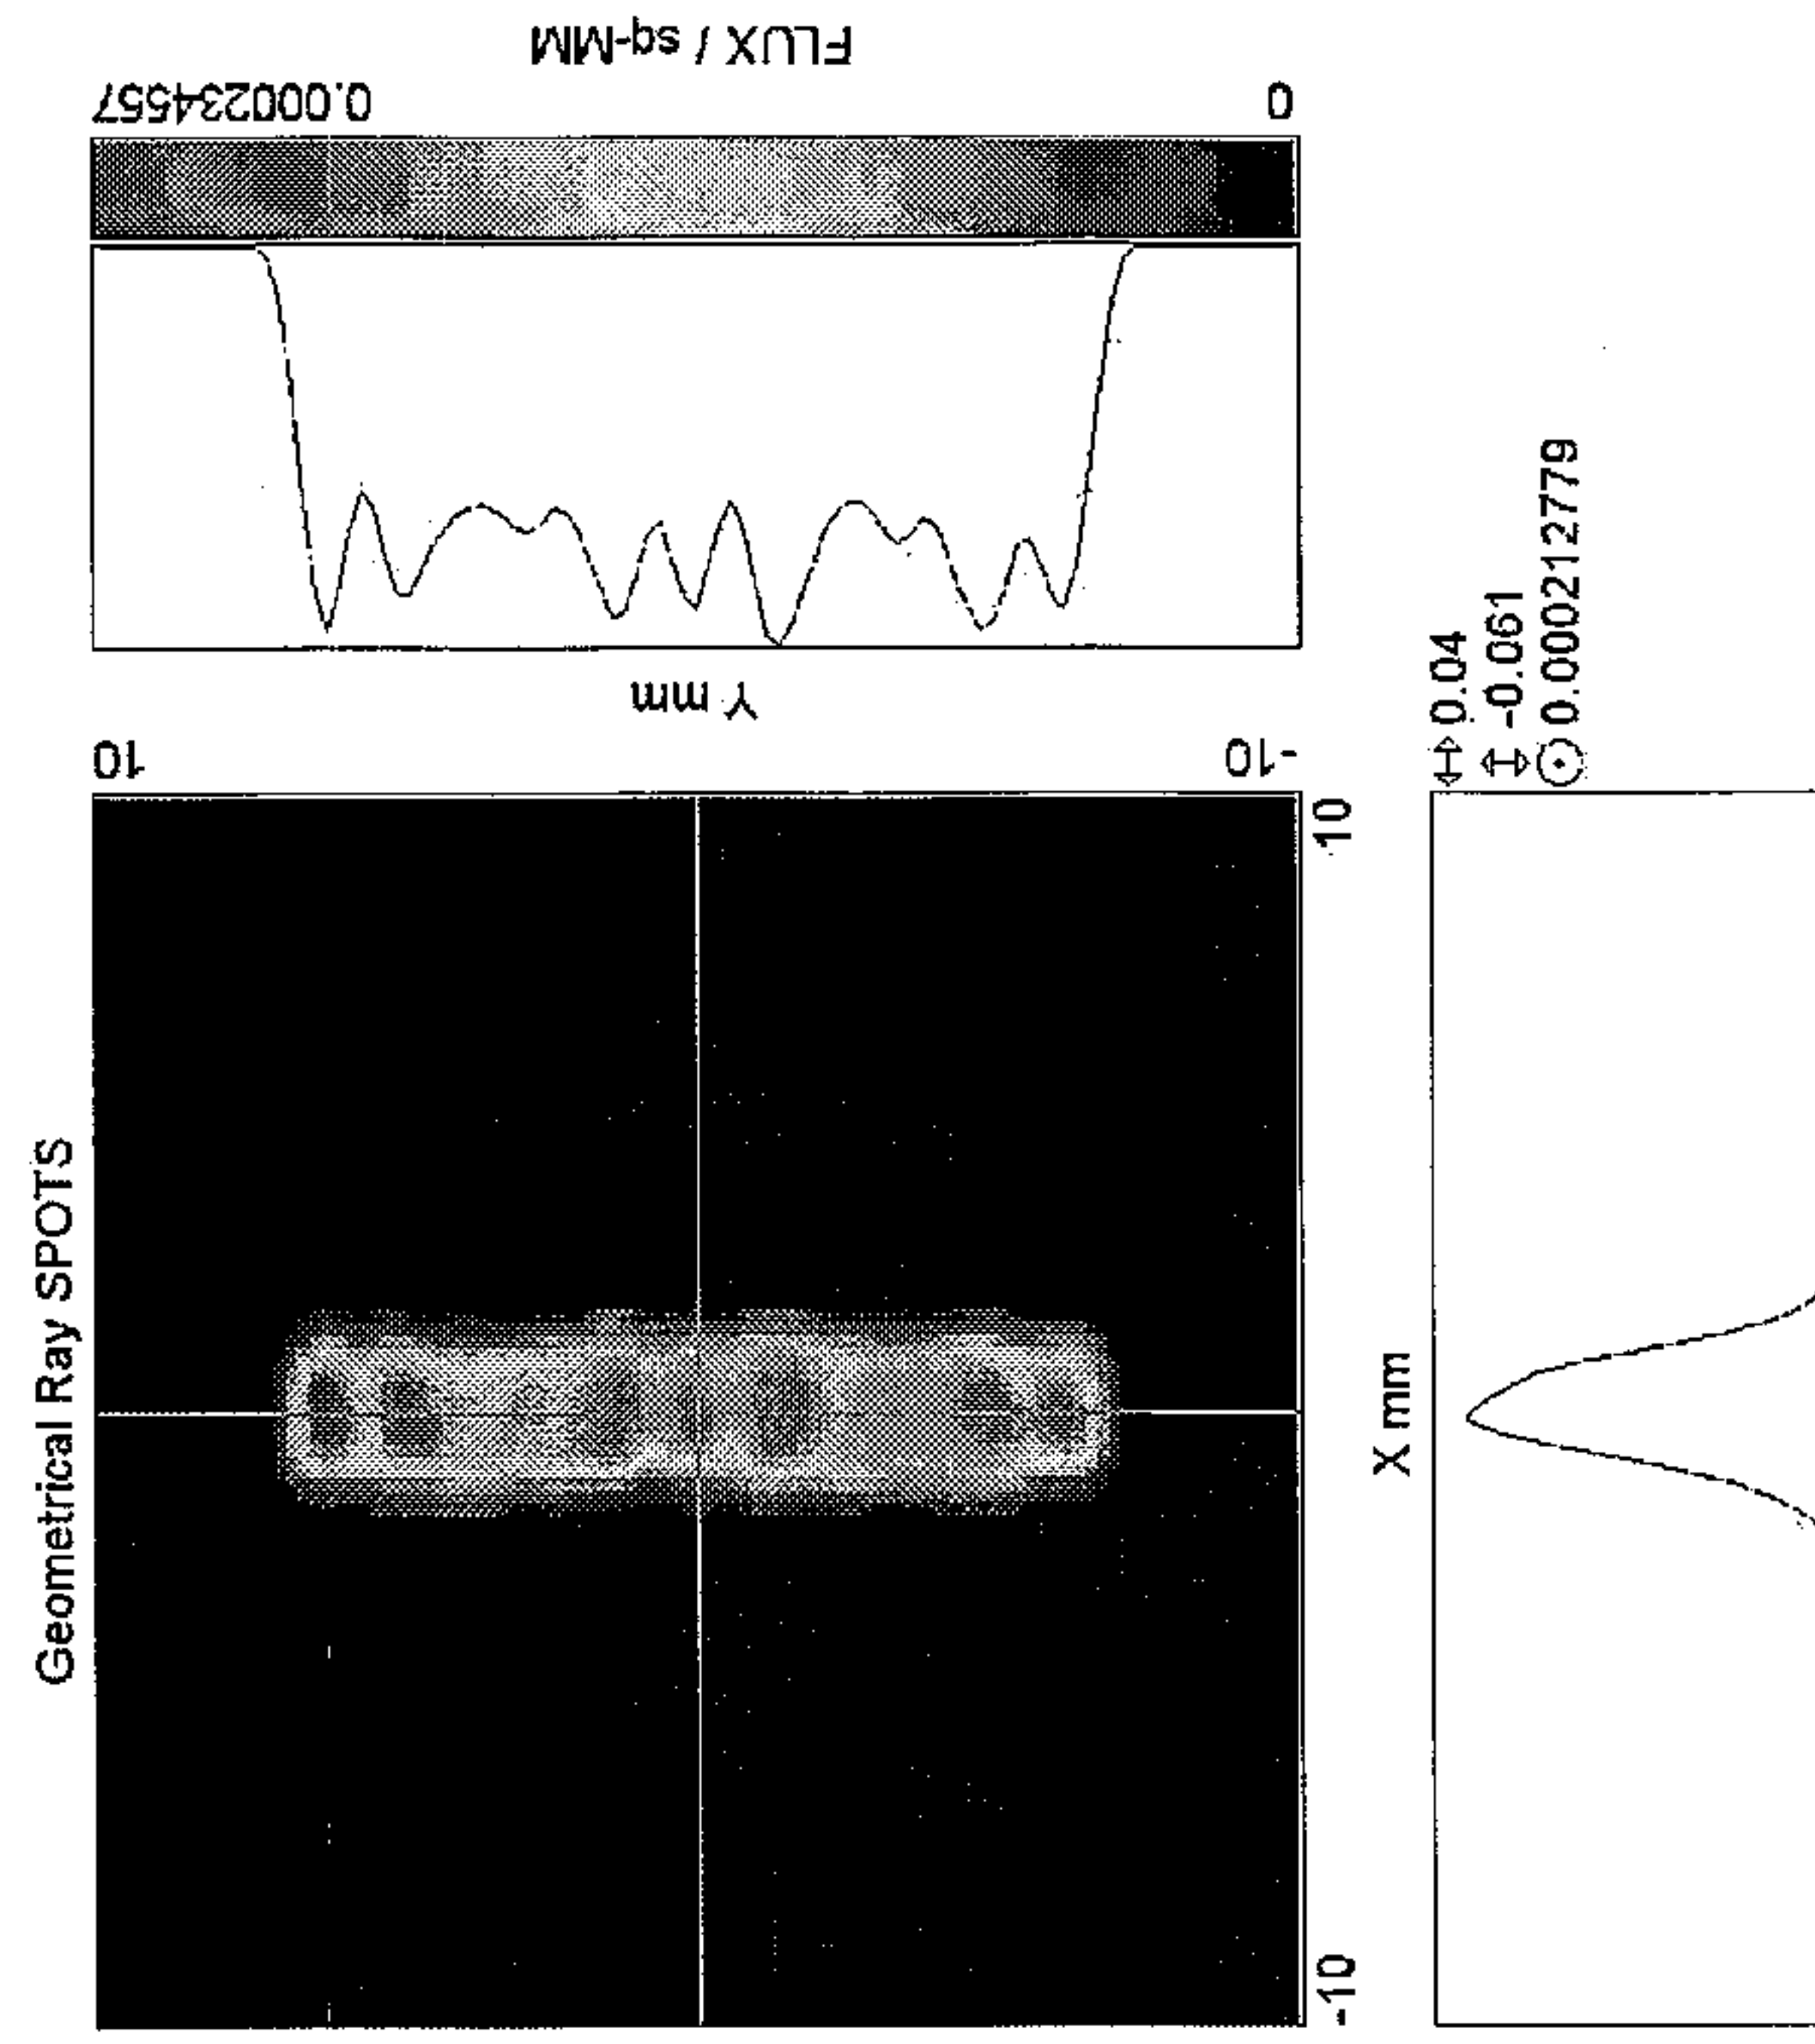 Geometrical Ray SPOTS
10
Y mm
-10
0.000234557
FLUX / sq-MM
0
-10
X mm
10
↔ 0.04
↕ -0.061
⊙ 0.000212779